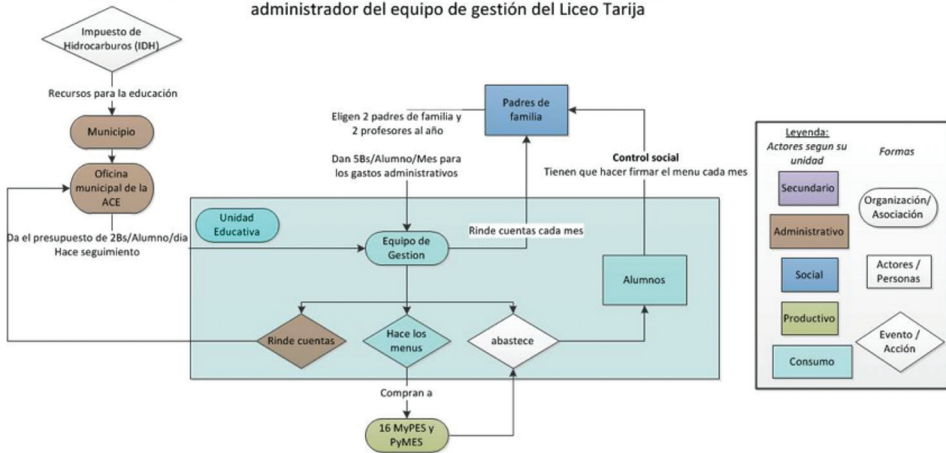 administrador del equipo de gestión del Liceo Tarija
Impuesto de
Hidrocarburos (IDH)
Recursos para la educación
Municipio
Oficina
municipal de la
ACE
Da el presupuesto de 2Bs/Alumno/dia
Hace seguimiento
Padres de
familia
Eligen 2 padres de familia y
2 profesores al año
Dan 5Bs/Alumno/Mes para
los gastos administrativos
Control social
Tienen que hacer firmar el menu cada mes
Unidad
Educativa
Equipo de
Gestion
Rinde cuentas cada mes
Alumnos
Rinde cuentas
Hace los
menus
abastece
Compran a
16 MyPES y
PyMES
Leyenda:
Actores segun su
unidad
Formas
Secundario
Organización/
Asociación
Administrativo
Social
Actores /
Personas
Productivo
Evento /
Acción
Consumo